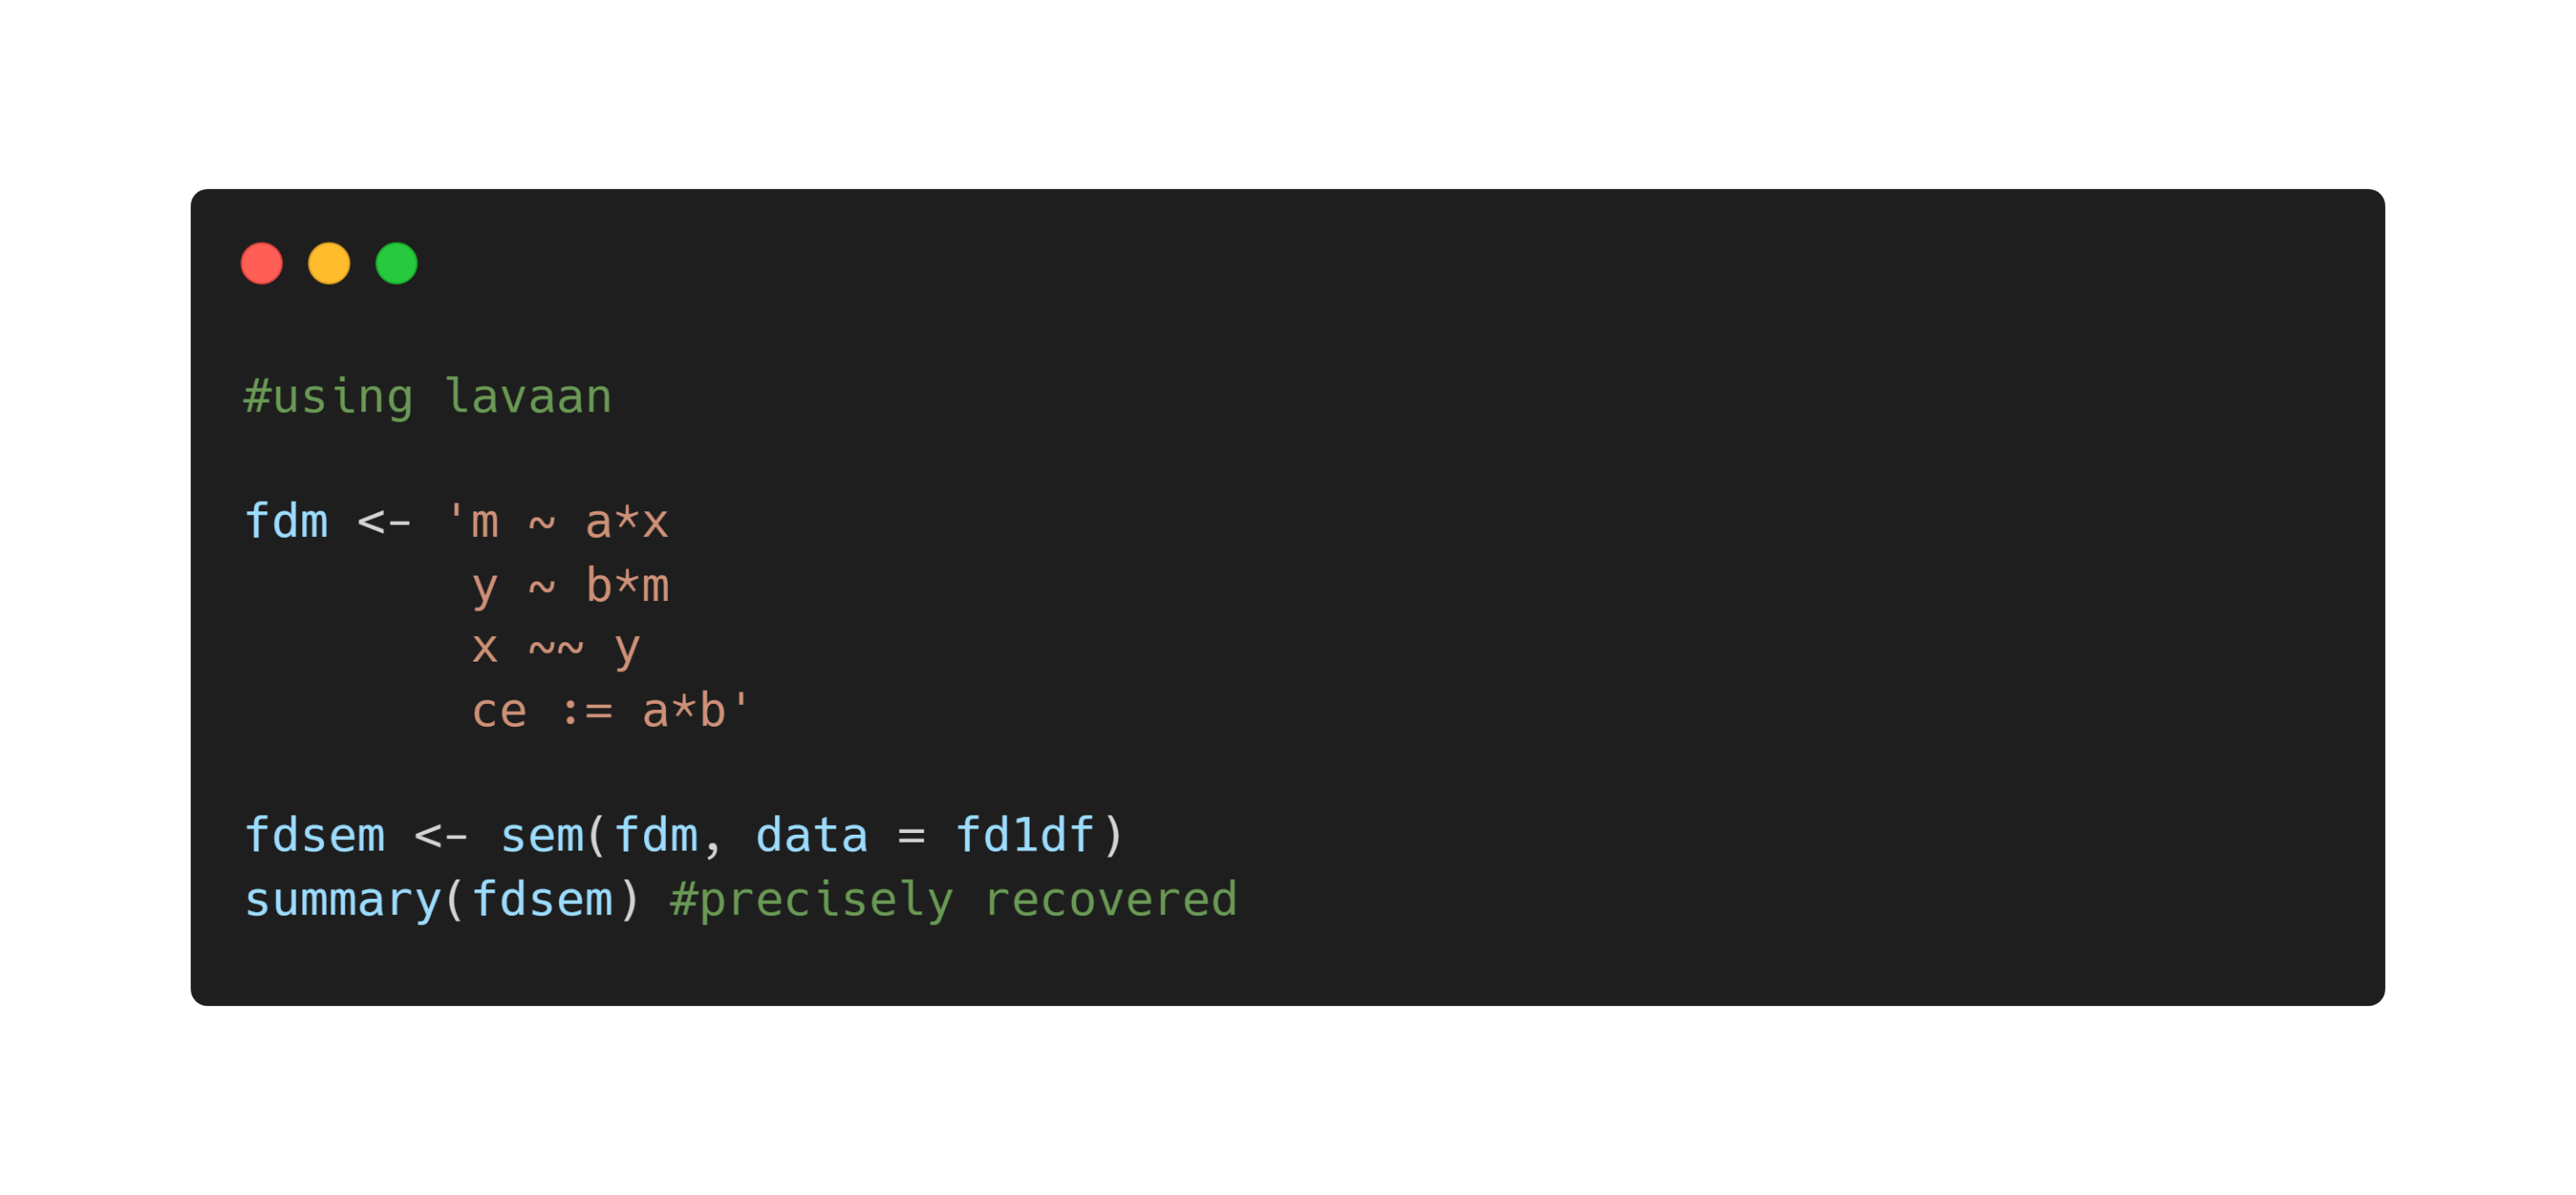 #using lavaan
fdm <- 'm ~ a*x
y ~ b*m
x ~~ y
ce := a*b'
fdsem <- sem(fdm, data = fd1df)
summary(fdsem) #precisely recovered